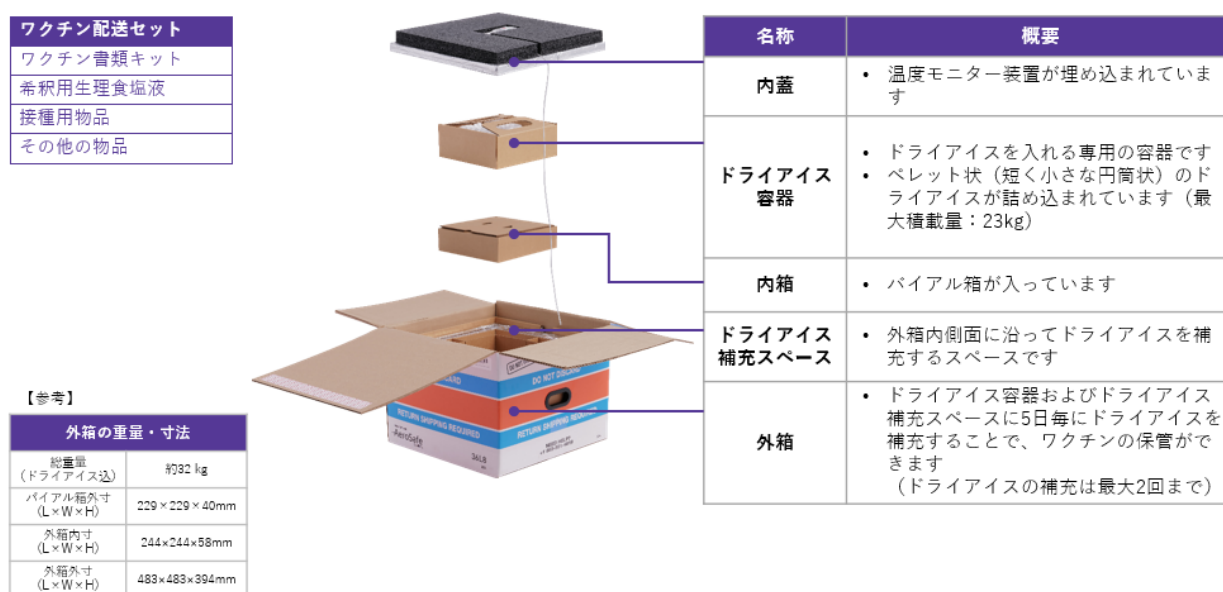 ワクチン配送セット
ワクチン書類キット
希釈用生理食塩液
接種用物品
その他の物品
名称
概要
内蓋
• 温度モニター装置が埋め込まれていま
す
ドライアイス
容器
• ドライアイスを入れる専用の容器です
• ペレット状（短く小さな円筒状）のド
ライアイスが詰め込まれています（最
大積載量：23kg）
内箱
• バイアル箱が入っています
ドライアイス
補充スペース
• 外箱内側面に沿ってドライアイスを補
充するスペースです
外箱
• ドライアイス容器およびドライアイス
補充スペースに5日毎にドライアイスを
補充することで、ワクチンの保管がで
きます
（ドライアイスの補充は最大2回まで）
DO NOT DISCARD
RETURN SHIPPING REQUIRED
RETURN SHIPPING REQUIRED
AeroSafe
36LB
【参考】
外箱の重量・寸法
総重量
（ドライアイス込）
約32 kg
バイアル箱外寸
（L×W×H）
229×229×40mm
外箱内寸
（L×W×H）
244×244×58mm
外箱外寸
（L×W×H）
483×483×394mm